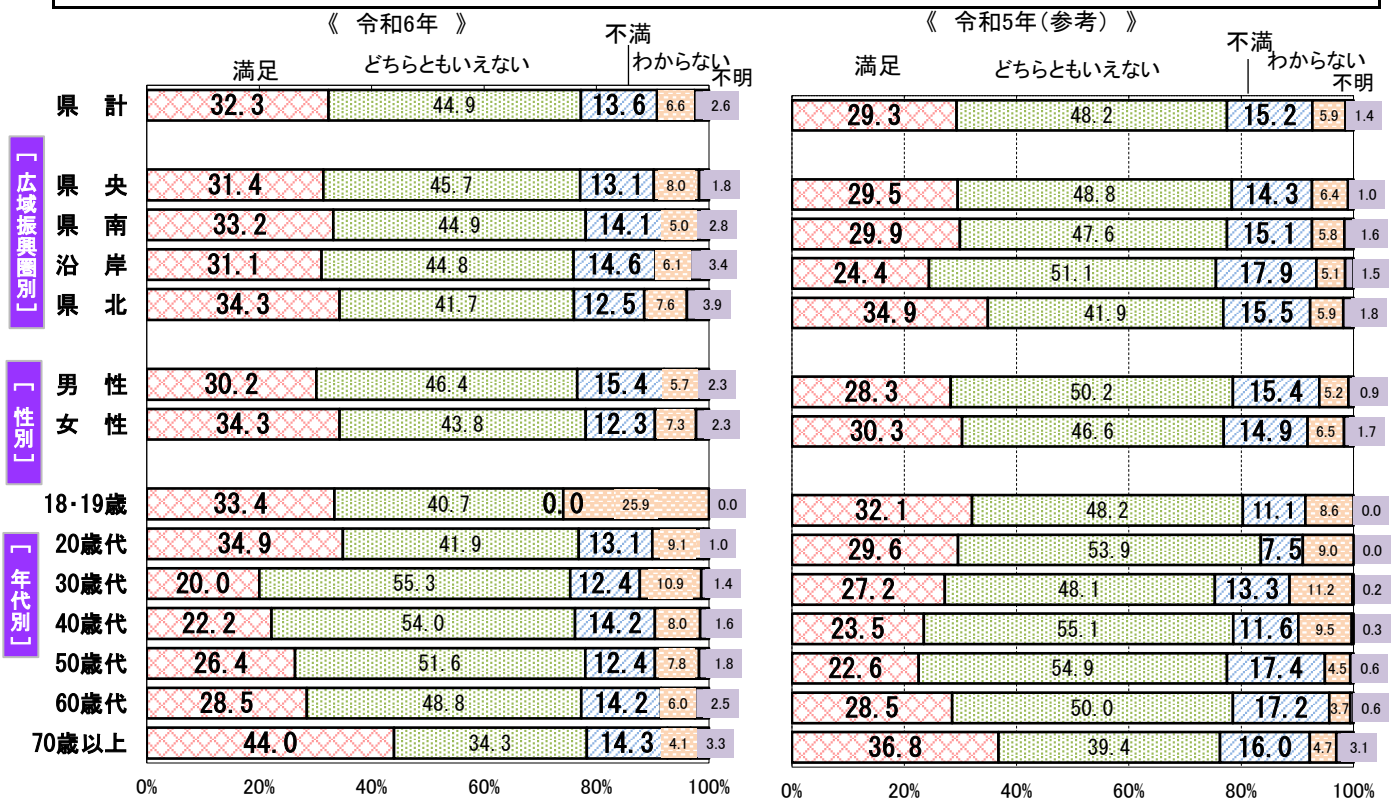 《 令和6年 》
《 令和5年(参考) 》
満足 どちらともいえない 不満 わからない 不明
満足 どちらともいえない 不満 わからない 不明
県 計 32.3 44.9 13.6 6.6 2.6 29.3 48.2 15.2 5.9 1.4
[広域振興圏別]
県 央 31.4 45.7 13.1 8.0 1.8 29.5 48.8 14.3 6.4 1.0
県 南 33.2 44.9 14.1 5.0 2.8 29.9 47.6 15.1 5.8 1.6
沿 岸 31.1 44.8 14.6 6.1 3.4 24.4 51.1 17.9 5.1 1.5
県 北 34.3 41.7 12.5 7.6 3.9 34.9 41.9 15.5 5.9 1.8
[性別]
男 性 30.2 46.4 15.4 5.7 2.3 28.3 50.2 15.4 5.2 0.9
女 性 34.3 43.8 12.3 7.3 2.3 30.3 46.6 14.9 6.5 1.7
[年代別]
18・19歳 33.4 40.7 0.0 25.9 0.0 32.1 48.2 11.1 8.6 0.0
20歳代 34.9 41.9 13.1 9.1 1.0 29.6 53.9 7.5 9.0 0.0
30歳代 20.0 55.3 12.4 10.9 1.4 27.2 48.1 13.3 11.2 0.2
40歳代 22.2 54.0 14.2 8.0 1.6 23.5 55.1 11.6 9.5 0.3
50歳代 26.4 51.6 12.4 7.8 1.8 22.6 54.9 17.4 4.5 0.6
60歳代 28.5 48.8 14.2 6.0 2.5 28.5 50.0 17.2 3.7 0.6
70歳以上 44.0 34.3 14.3 4.1 3.3 36.8 39.4 16.0 4.7 3.1
0% 20% 40% 60% 80% 100%
0% 20% 40% 60% 80% 100%